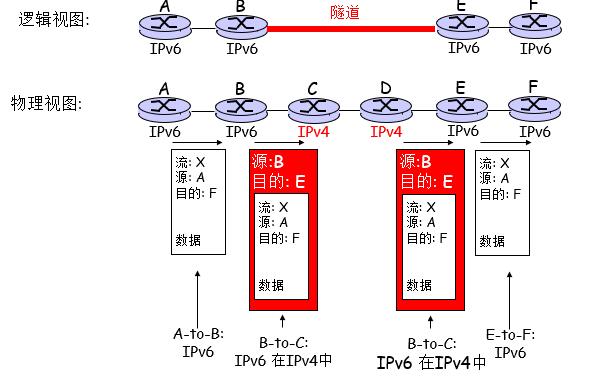 逻辑视图:
A B 隧道 E F
IPv6 IPv6 IPv6 IPv6
物理视图:
A B C D E F
IPv6 IPv6 IPv4 IPv4 IPv6 IPv6
流: X
源: A
目的: F
数据
源:B
目的: E
流: X
源: A
目的: F
数据
源:B
目的: E
流: X
源: A
目的: F
数据
流: X
源: A
目的: F
数据
A-to-B:
IPv6
B-to-C:
IPv6 在IPv4中
B-to-C:
IPv6 在IPv4中
E-to-F:
IPv6